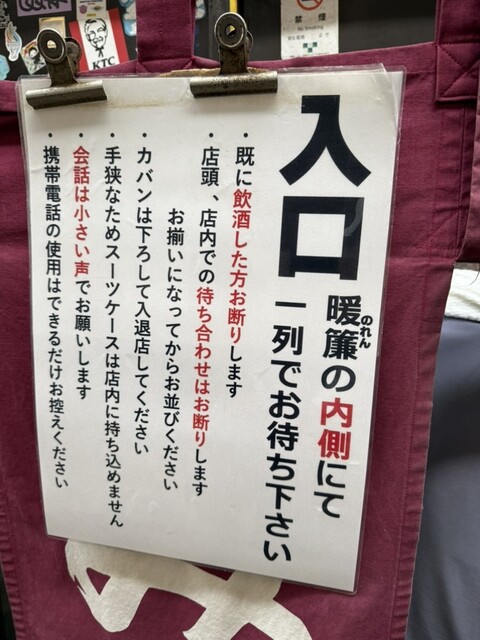 入口
暖簾の内側にて
のれん
一列でお待ち下さい
・既に飲酒した方お断りします
・店頭、店内での待ち合わせはお断りします
お揃いになってからお並びください
・カバンは下ろして入退店してください
・手狭なためスーツケースは店内に持ち込めません
・会話は小さい声でお願いします
・携帯電話の使用はできるだけお控えください
KTC
禁煙
No Smoking